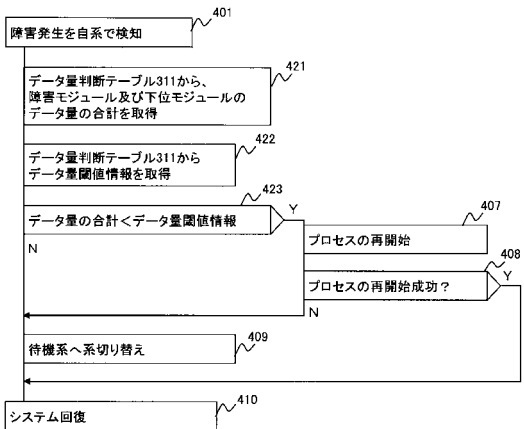 401
障害発生を自系で検知
421
データ量判断テーブル311から、
障害モジュール及び下位モジュールの
データ量の合計を取得
422
データ量判断テーブル311から
データ量閾値情報を取得
423
データ量の合計＜データ量閾値情報
Y
N
407
プロセスの再開始
408
プロセスの再開始成功？
Y
N
409
待機系へ系切り替え
410
システム回復